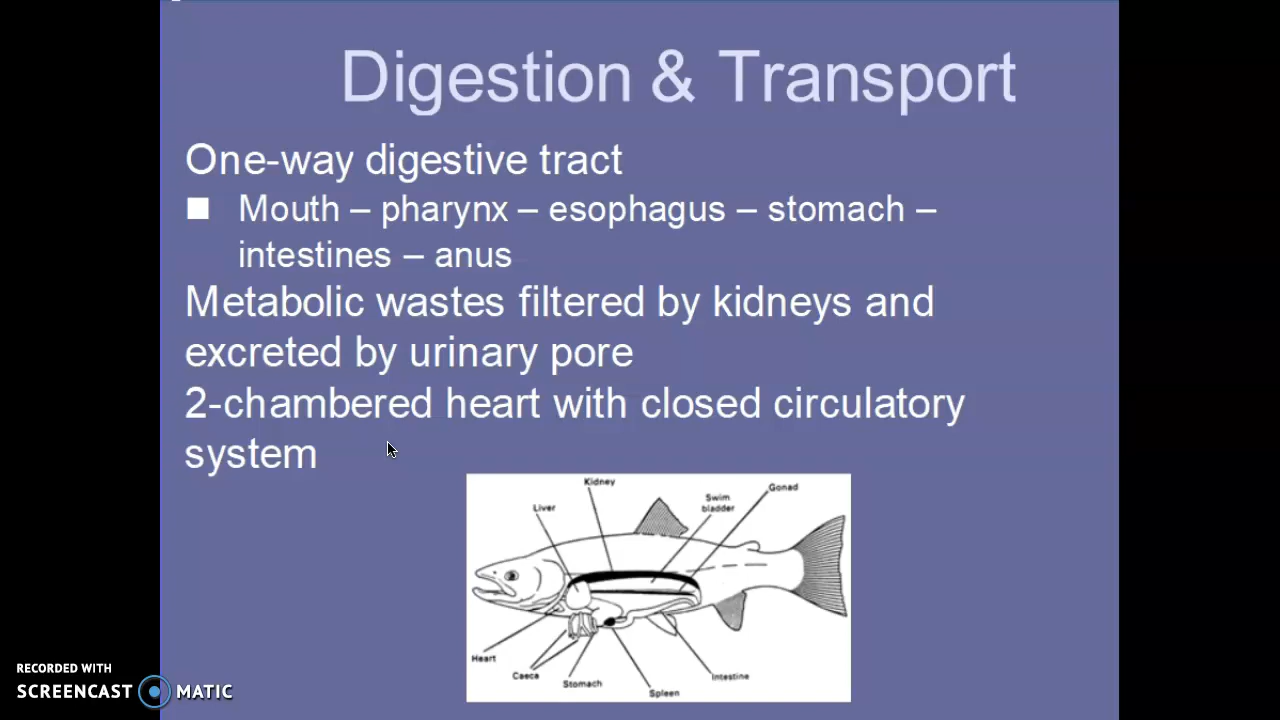 Digestion & Transport
One-way digestive tract
■ Mouth – pharynx – esophagus – stomach –
intestines – anus
Metabolic wastes filtered by kidneys and
excreted by urinary pore
2-chambered heart with closed circulatory
system
Kidney
Gonad
Swim
bladder
Liver
Heart
Caeca
Stomach
Spleen
Intestine
RECORDED WITH
SCREENCAST MATIC